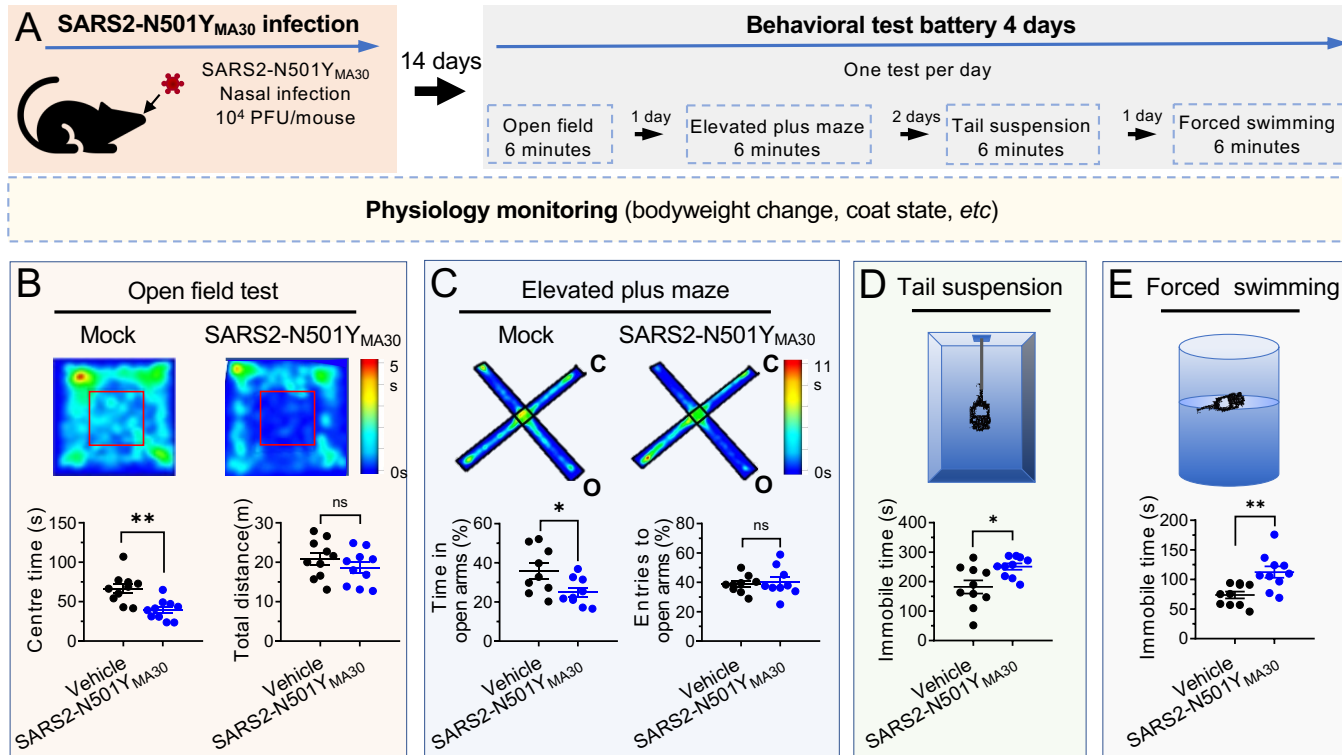 A
SARS2-N501YMA30 infection
SARS2-N501YMA30
Nasal infection
10⁴ PFU/mouse
14 days
Behavioral test battery 4 days
One test per day
Open field
6 minutes
1 day
Elevated plus maze
6 minutes
2 days
Tail suspension
6 minutes
1 day
Forced swimming
6 minutes
Physiology monitoring (bodyweight change, coat state, etc)
B
Open field test
Mock
SARS2-N501YMA30
5
s
0s
Centre time (s)
150
100
50
0
**
Vehicle
SARS2-N501YMA30
Total distance(m)
30
20
10
0
ns
Vehicle
SARS2-N501YMA30
C
Elevated plus maze
Mock
SARS2-N501YMA30
C
O
C
O
11
s
0s
Time in
open arms (%)
60
40
20
0
*
Vehicle
SARS2-N501YMA30
Entries to
open arms (%)
80
60
40
20
0
ns
Vehicle
SARS2-N501YMA30
D
Tail suspension
Immobile time (s)
400
300
200
100
0
*
Vehicle
SARS2-N501YMA30
E
Forced swimming
Immobile time (s)
200
150
100
50
0
**
Vehicle
SARS2-N501YMA30